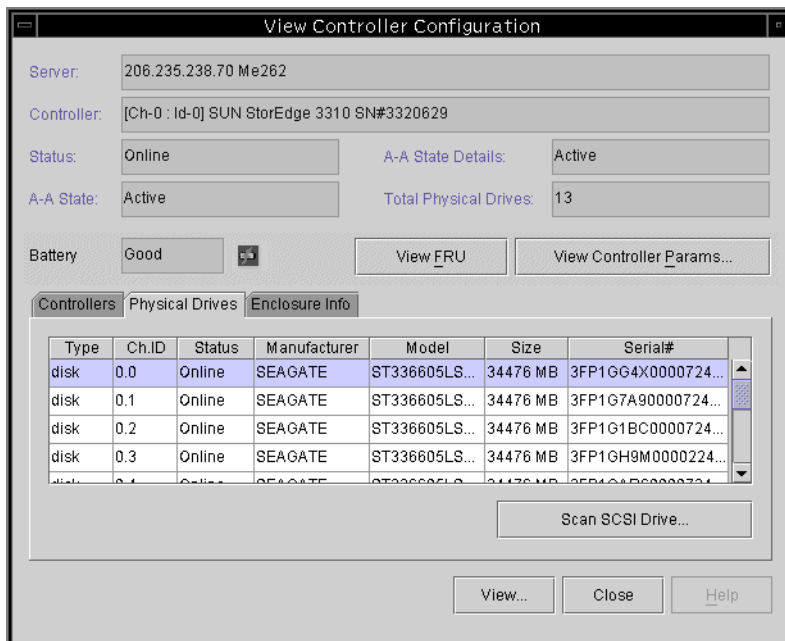 View Controller Configuration
Server: 206.235.238.70 Me262
Controller: [Ch-0 : Id-0] SUN StorEdge 3310 SN#3320629
Status: Online A-A State Details: Active
A-A State: Active Total Physical Drives: 13
Battery Good View FRU View Controller Params...
Controllers Physical Drives Enclosure Info
Type Ch.ID Status Manufacturer Model Size Serial#
disk 0.0 Online SEAGATE ST336605LS... 34476 MB 3FP1GG4X0000724...
disk 0.1 Online SEAGATE ST336605LS... 34476 MB 3FP1G7A90000724...
disk 0.2 Online SEAGATE ST336605LS... 34476 MB 3FP1G1BC0000724...
disk 0.3 Online SEAGATE ST336605LS... 34476 MB 3FP1GH9M0000224...
Scan SCSI Drive...
View... Close Help